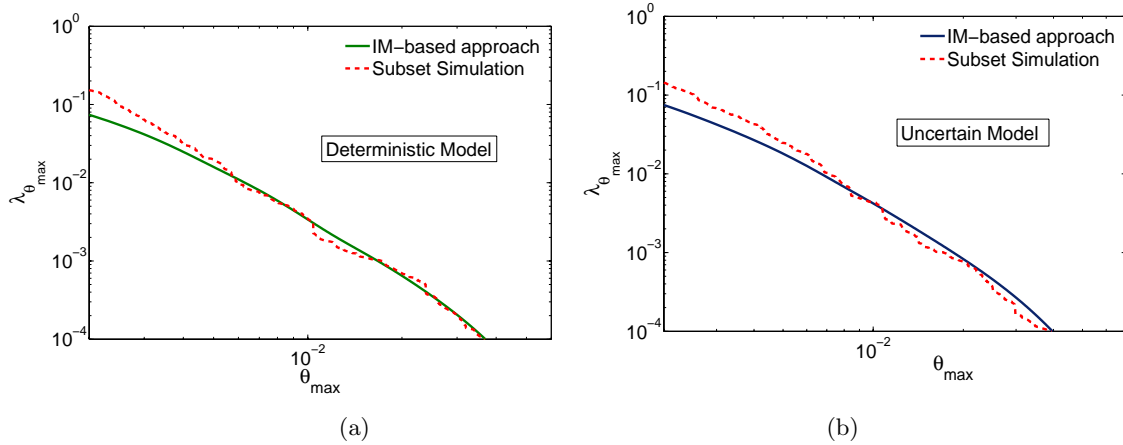 10^0
IM-based approach
Subset Simulation
10^-1
Deterministic Model
10^-2
λ_θ_max
10^-3
10^-4
10^-2
θ_max
(a)
10^0
IM-based approach
Subset Simulation
10^-1
Uncertain Model
10^-2
λ_θ_max
10^-3
10^-4
10^-2
θ_max
(b)